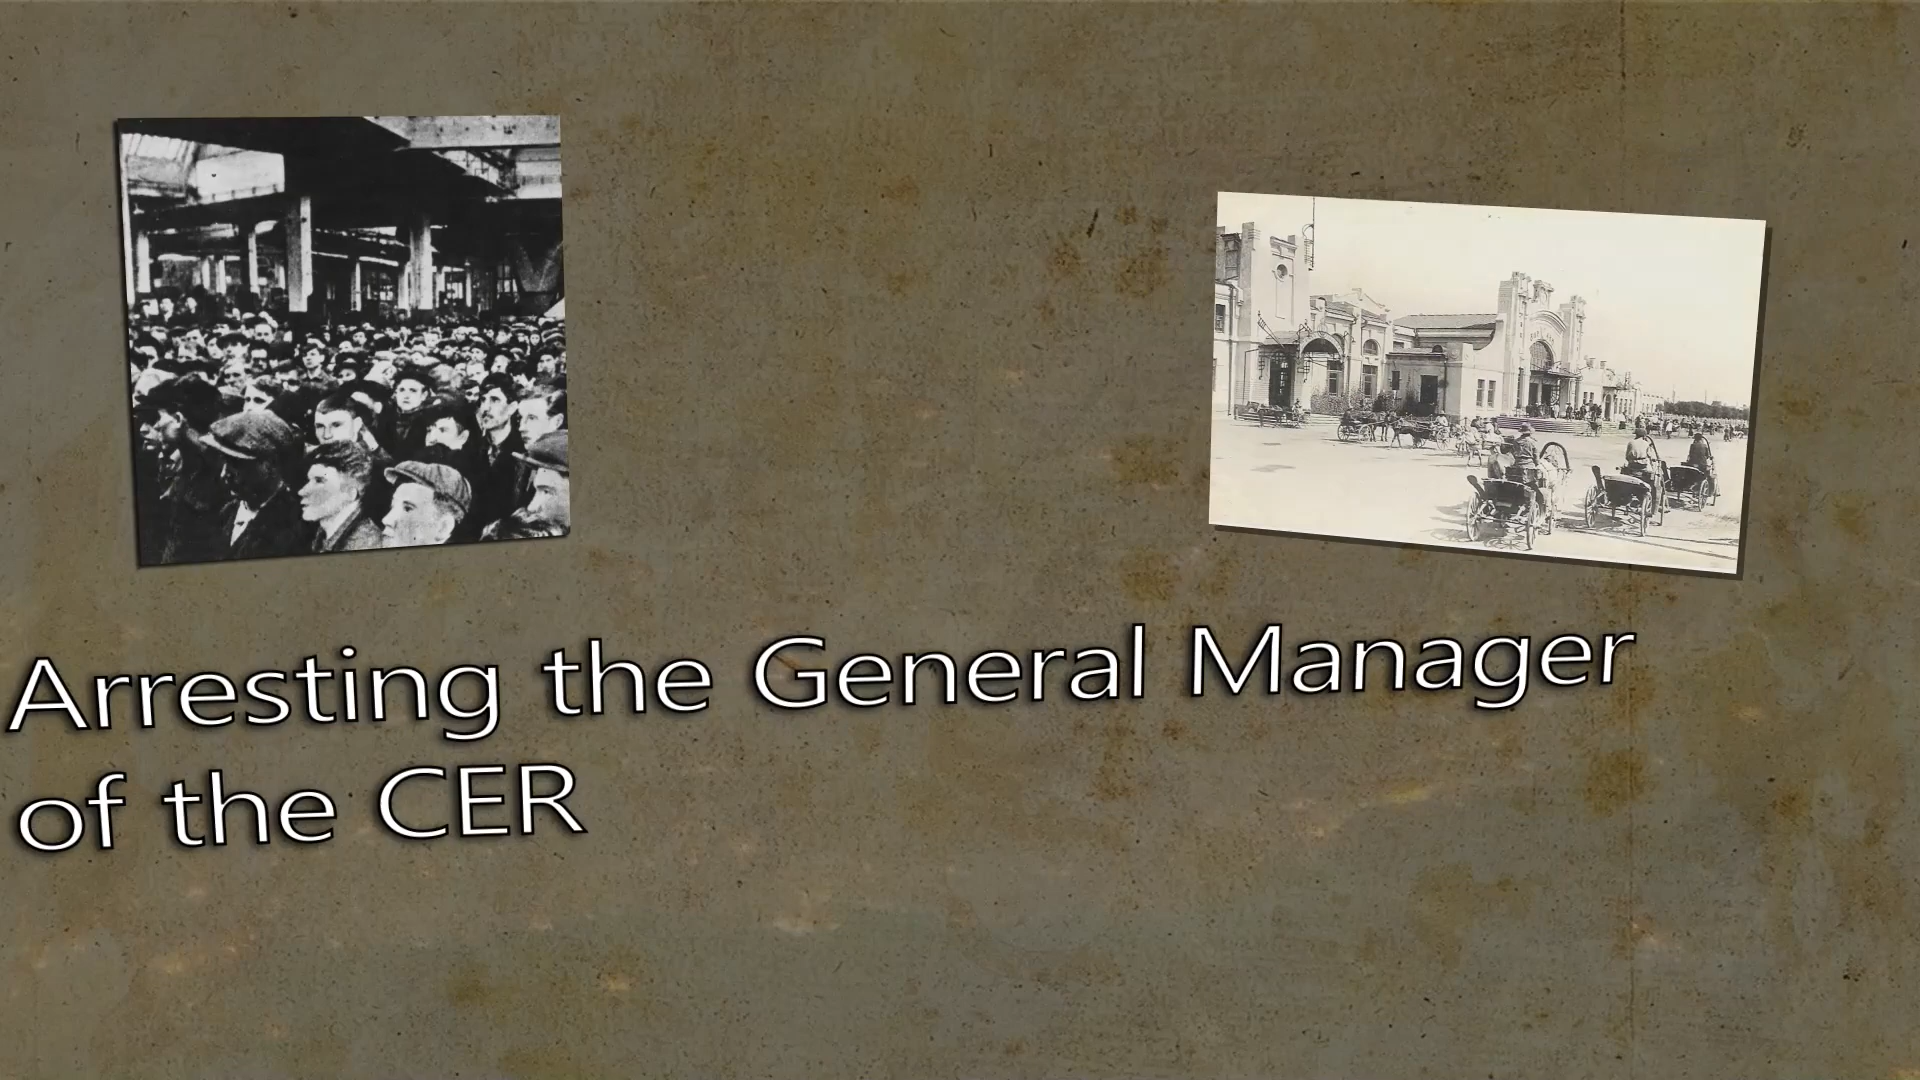 Arresting the General Manager
of the CER